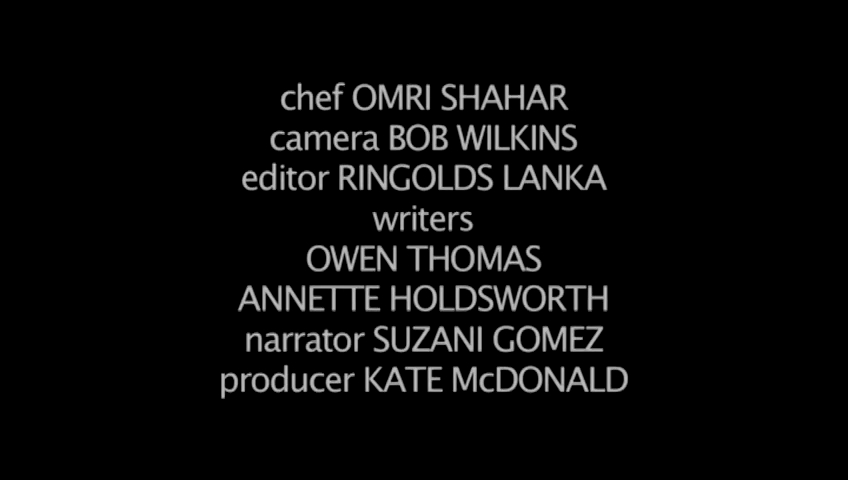 chef OMRI SHAHAR
camera BOB WILKINS
editor RINGOLDS LANKA
writers
OWEN THOMAS
ANNETTE HOLDSWORTH
narrator SUZANI GOMEZ
producer KATE McDONALD